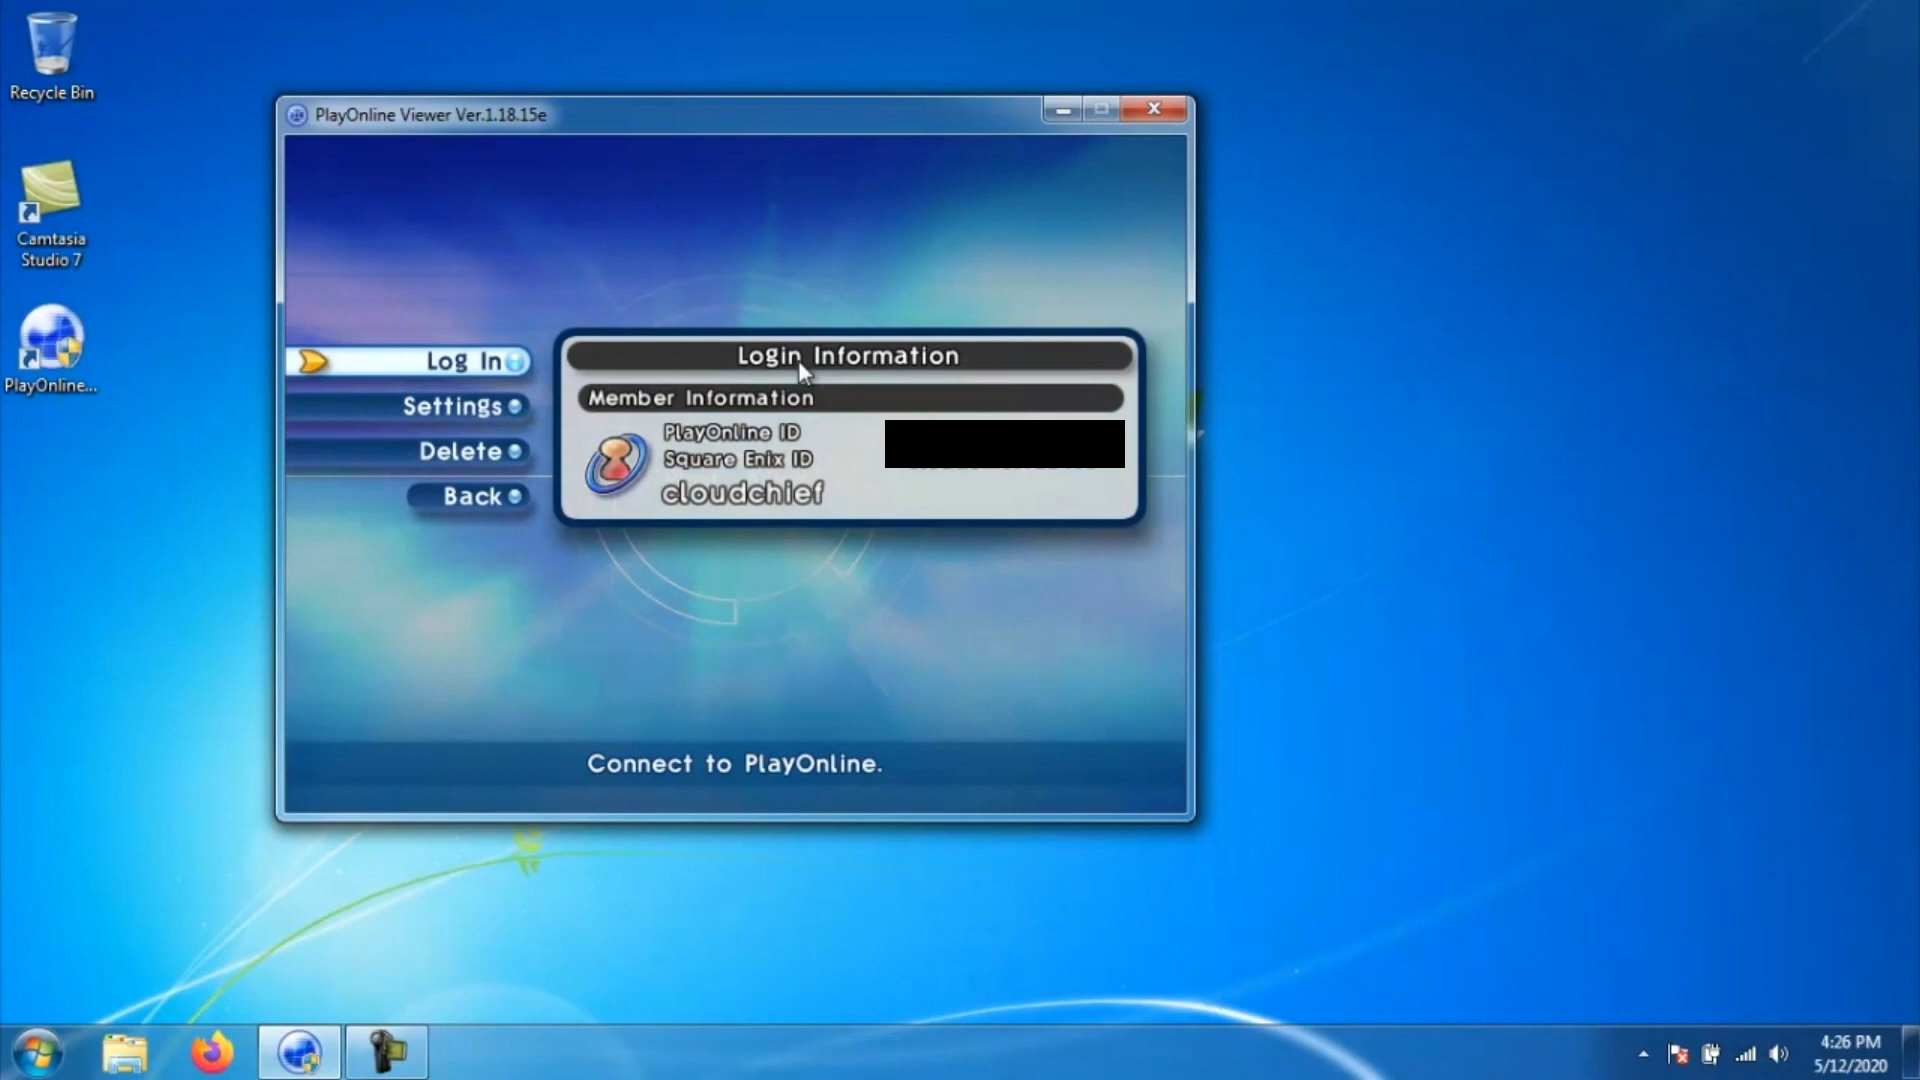 Recycle Bin
Camtasia
Studio 7
PlayOnline...
PlayOnline Viewer Ver.1.18.15e
Log In
Settings
Delete
Back
Login Information
Member Information
PlayOnline ID
Square Enix ID
cloudchief
Connect to PlayOnline.
4:26 PM
5/12/2020